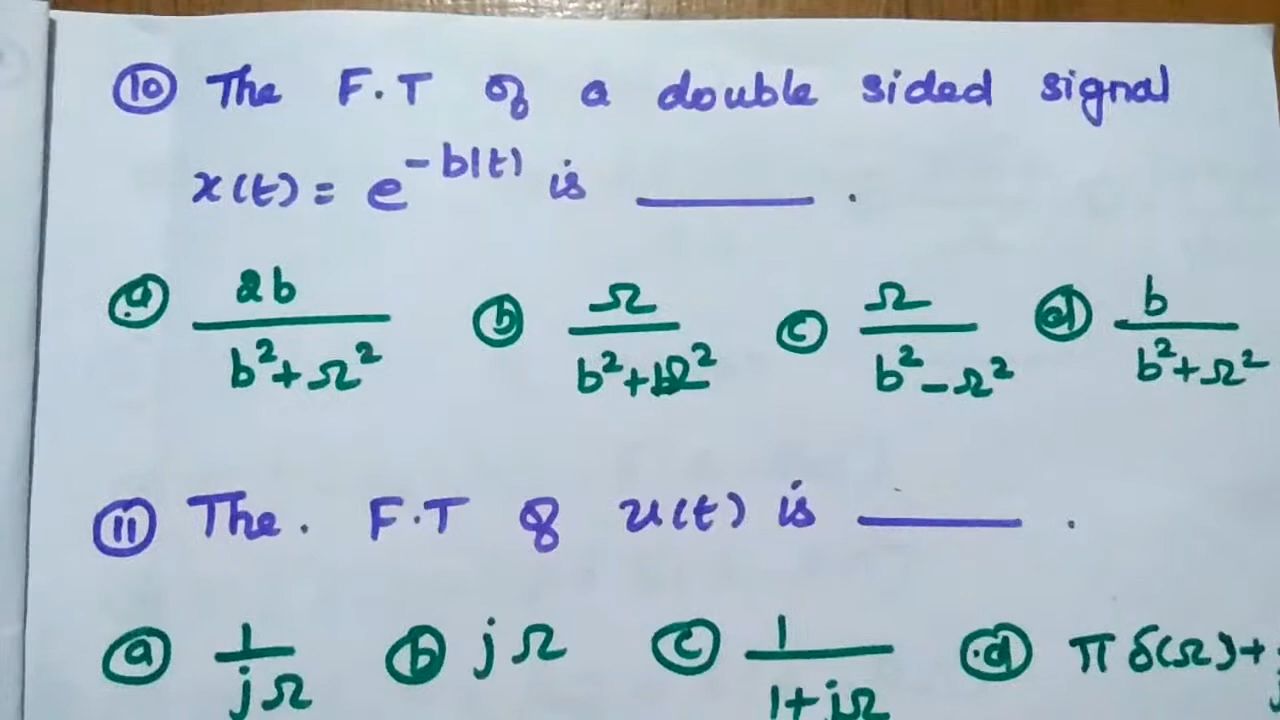 10 The F.T of a double sided signal
x(t) = e^-b|t| is ______ .
a 2b / b²+Ω² b Ω / b²+Ω² c Ω / b²-Ω² d b / b²+Ω²
11 The. F.T of u(t) is ______ .
a 1 / jΩ b jΩ c 1 / 1+jΩ d π δ(Ω)+